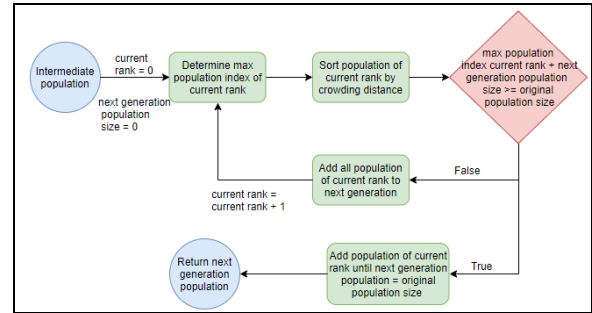 Intermediate
population
current
rank = 0
next generation
population
size = 0
Determine max
population index of
current rank
Sort population of
current rank by
crowding distance
max population
index current rank + next
generation population
size >= original
population size
False
Add all population
of current rank to
next generation
current rank =
current rank + 1
True
Add population of current
rank until next generation
population = original
population size
Return next
generation
population